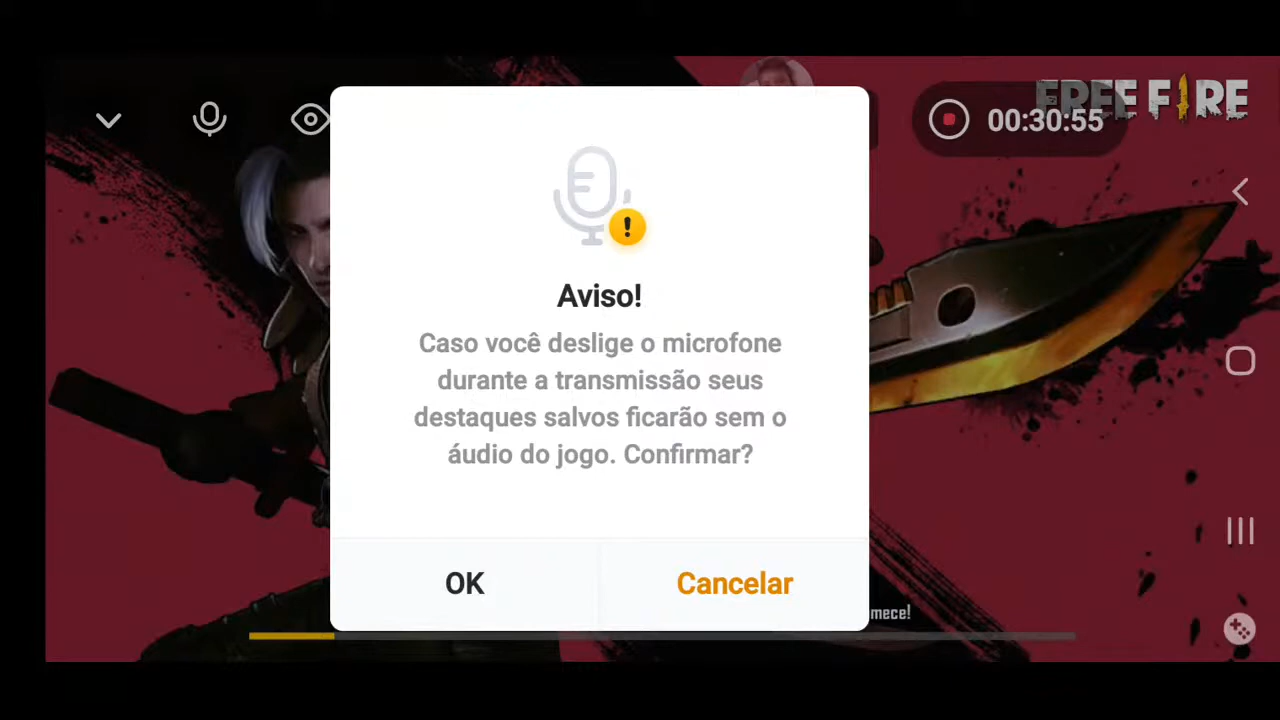 FREE FIRE
00:30:55
Aviso!
Caso você deslige o microfone
durante a transmissão seus
destaques salvos ficarão sem o
áudio do jogo. Confirmar?
OK
Cancelar
mece!